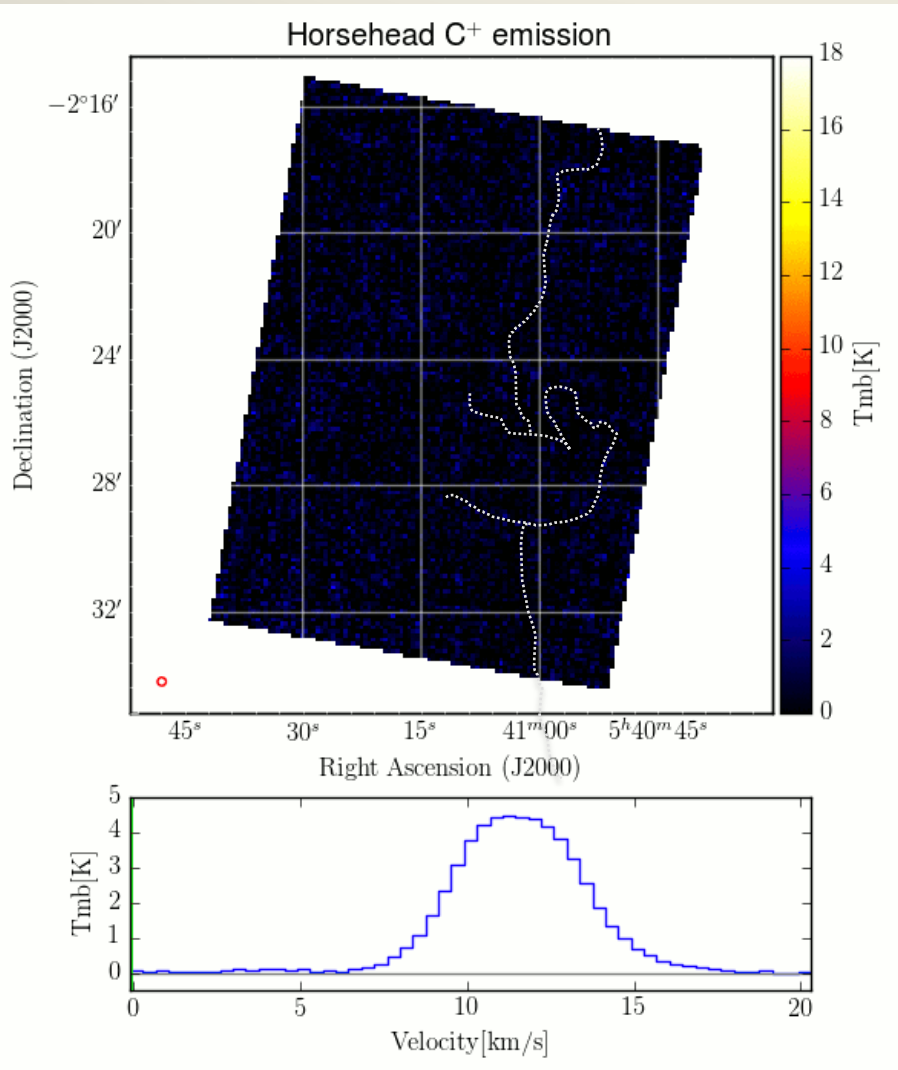 Horsehead C⁺ emission
−2°16′
20′
24′
28′
32′
Declination (J2000)
45ˢ 30ˢ 15ˢ 41ᵐ00ˢ 5ʰ40ᵐ45ˢ
Right Ascension (J2000)
18
16
14
12
10
8
6
4
2
0
Tmb[K]
5
4
3
2
1
0
Tmb[K]
0 5 10 15 20
Velocity[km/s]